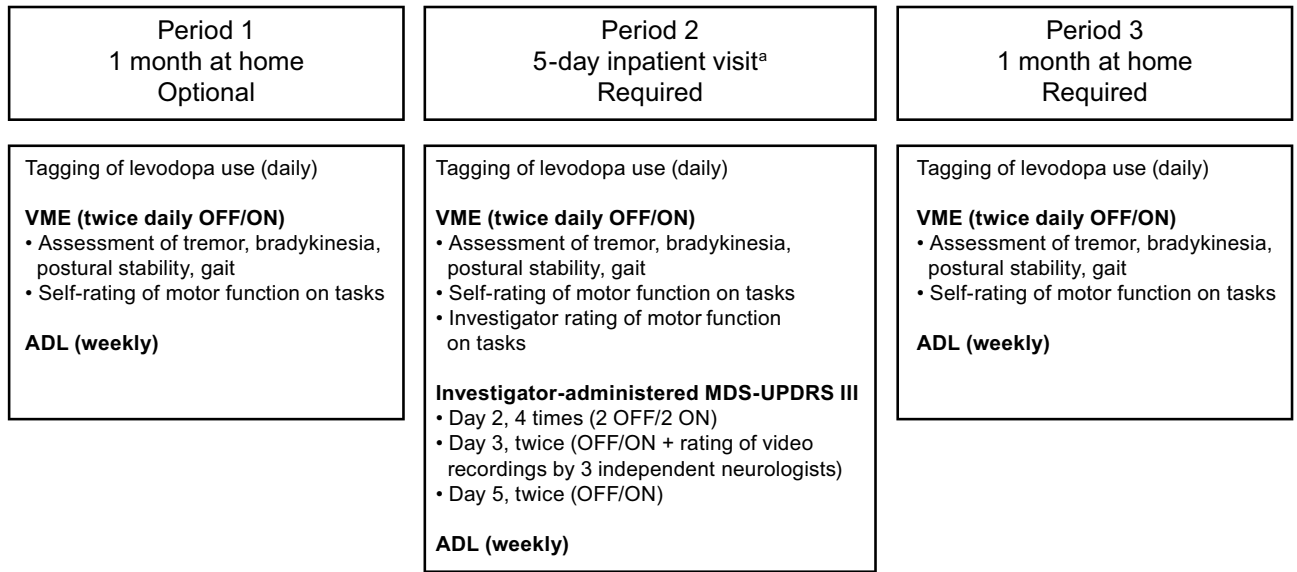 Period 1
1 month at home
Optional
Tagging of levodopa use (daily)
VME (twice daily OFF/ON)
• Assessment of tremor, bradykinesia,
postural stability, gait
• Self-rating of motor function on tasks
ADL (weekly)
Period 2
5-day inpatient visitᵃ
Required
Tagging of levodopa use (daily)
VME (twice daily OFF/ON)
• Assessment of tremor, bradykinesia,
postural stability, gait
• Self-rating of motor function on tasks
• Investigator rating of motor function
on tasks
Investigator-administered MDS-UPDRS III
• Day 2, 4 times (2 OFF/2 ON)
• Day 3, twice (OFF/ON + rating of video
recordings by 3 independent neurologists)
• Day 5, twice (OFF/ON)
ADL (weekly)
Period 3
1 month at home
Required
Tagging of levodopa use (daily)
VME (twice daily OFF/ON)
• Assessment of tremor, bradykinesia,
postural stability, gait
• Self-rating of motor function on tasks
ADL (weekly)